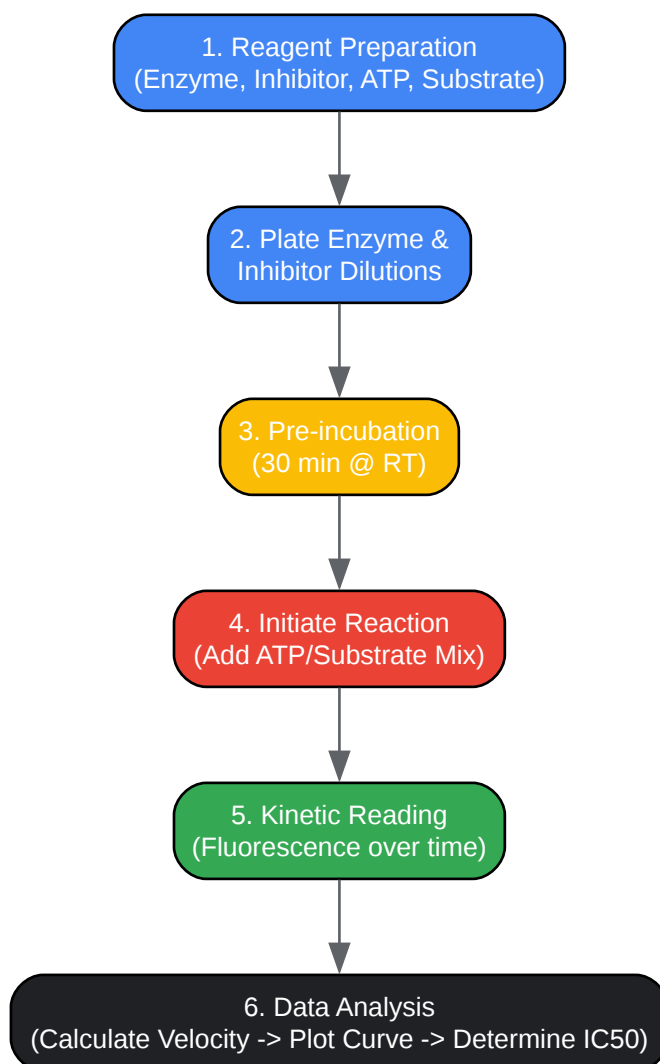 1. Reagent Preparation
(Enzyme, Inhibitor, ATP, Substrate)
2. Plate Enzyme &
Inhibitor Dilutions
3. Pre-incubation
(30 min @ RT)
4. Initiate Reaction
(Add ATP/Substrate Mix)
5. Kinetic Reading
(Fluorescence over time)
6. Data Analysis
(Calculate Velocity -> Plot Curve -> Determine IC50)